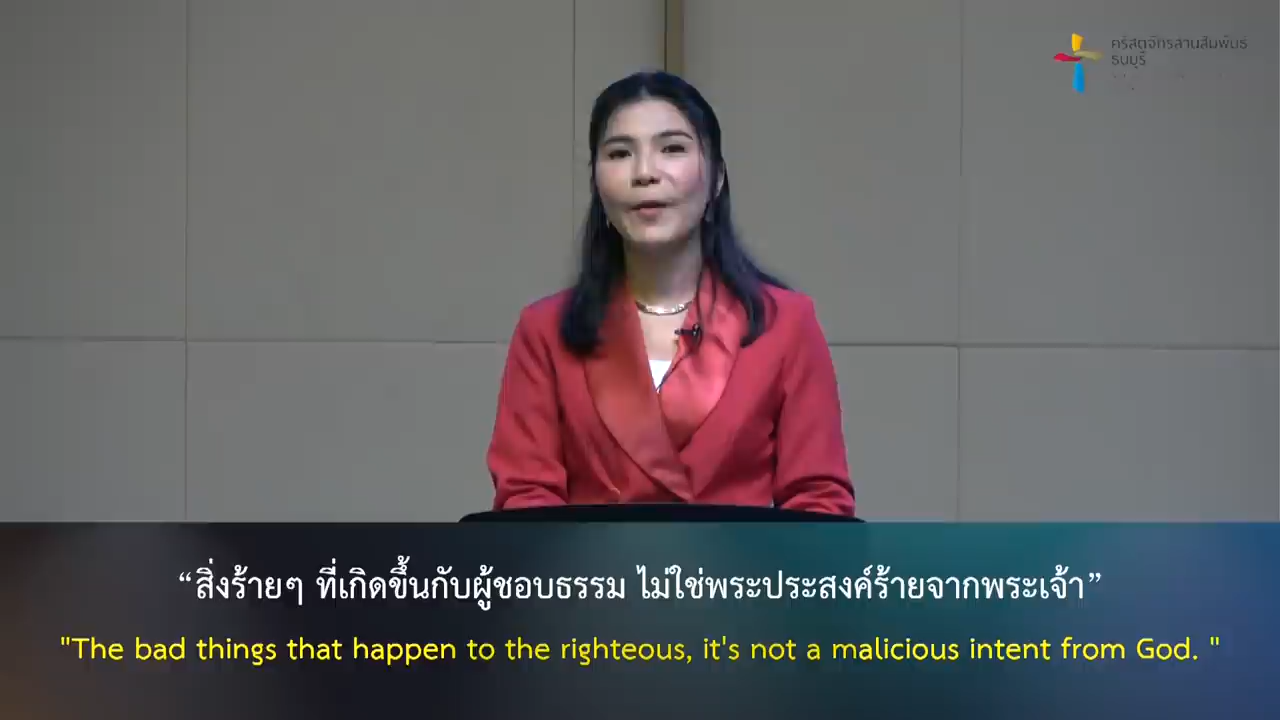 คริสตจักรสานสัมพันธ์
ธนบุรี
“สิ่งร้ายๆ ที่เกิดขึ้นกับผู้ชอบธรรม ไม่ใช่พระประสงค์ร้ายจากพระเจ้า”
"The bad things that happen to the righteous, it's not a malicious intent from God. "